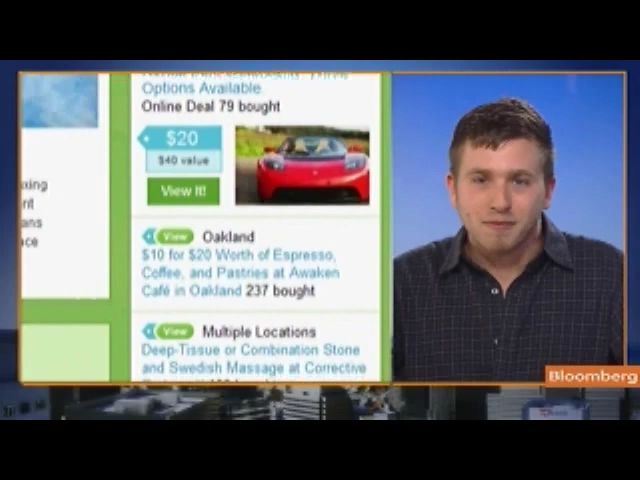 Options Available
Online Deal 79 bought
$20
$40 value
View It!
View Oakland
$10 for $20 Worth of Espresso,
Coffee, and Pastries at Awaken
Café in Oakland 237 bought
View Multiple Locations
Deep-Tissue or Combination Stone
and Swedish Massage at Corrective
Bloomberg